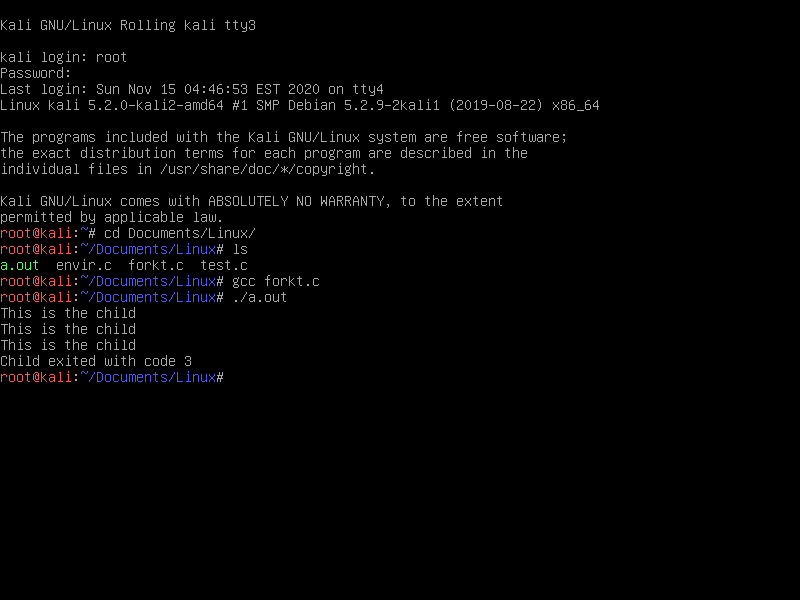 Kali GNU/Linux Rolling kali tty3
kali login: root
Password:
Last login: Sun Nov 15 04:46:53 EST 2020 on tty4
Linux kali 5.2.0-kali2-amd64 #1 SMP Debian 5.2.9-2kali1 (2019-08-22) x86_64
The programs included with the Kali GNU/Linux system are free software;
the exact distribution terms for each program are described in the
individual files in /usr/share/doc/*/copyright.
Kali GNU/Linux comes with ABSOLUTELY NO WARRANTY, to the extent
permitted by applicable law.
root@kali:~# cd Documents/Linux/
root@kali:~/Documents/Linux# ls
a.out  envir.c  forkt.c  test.c
root@kali:~/Documents/Linux# gcc forkt.c
root@kali:~/Documents/Linux# ./a.out
This is the child
This is the child
This is the child
Child exited with code 3
root@kali:~/Documents/Linux#